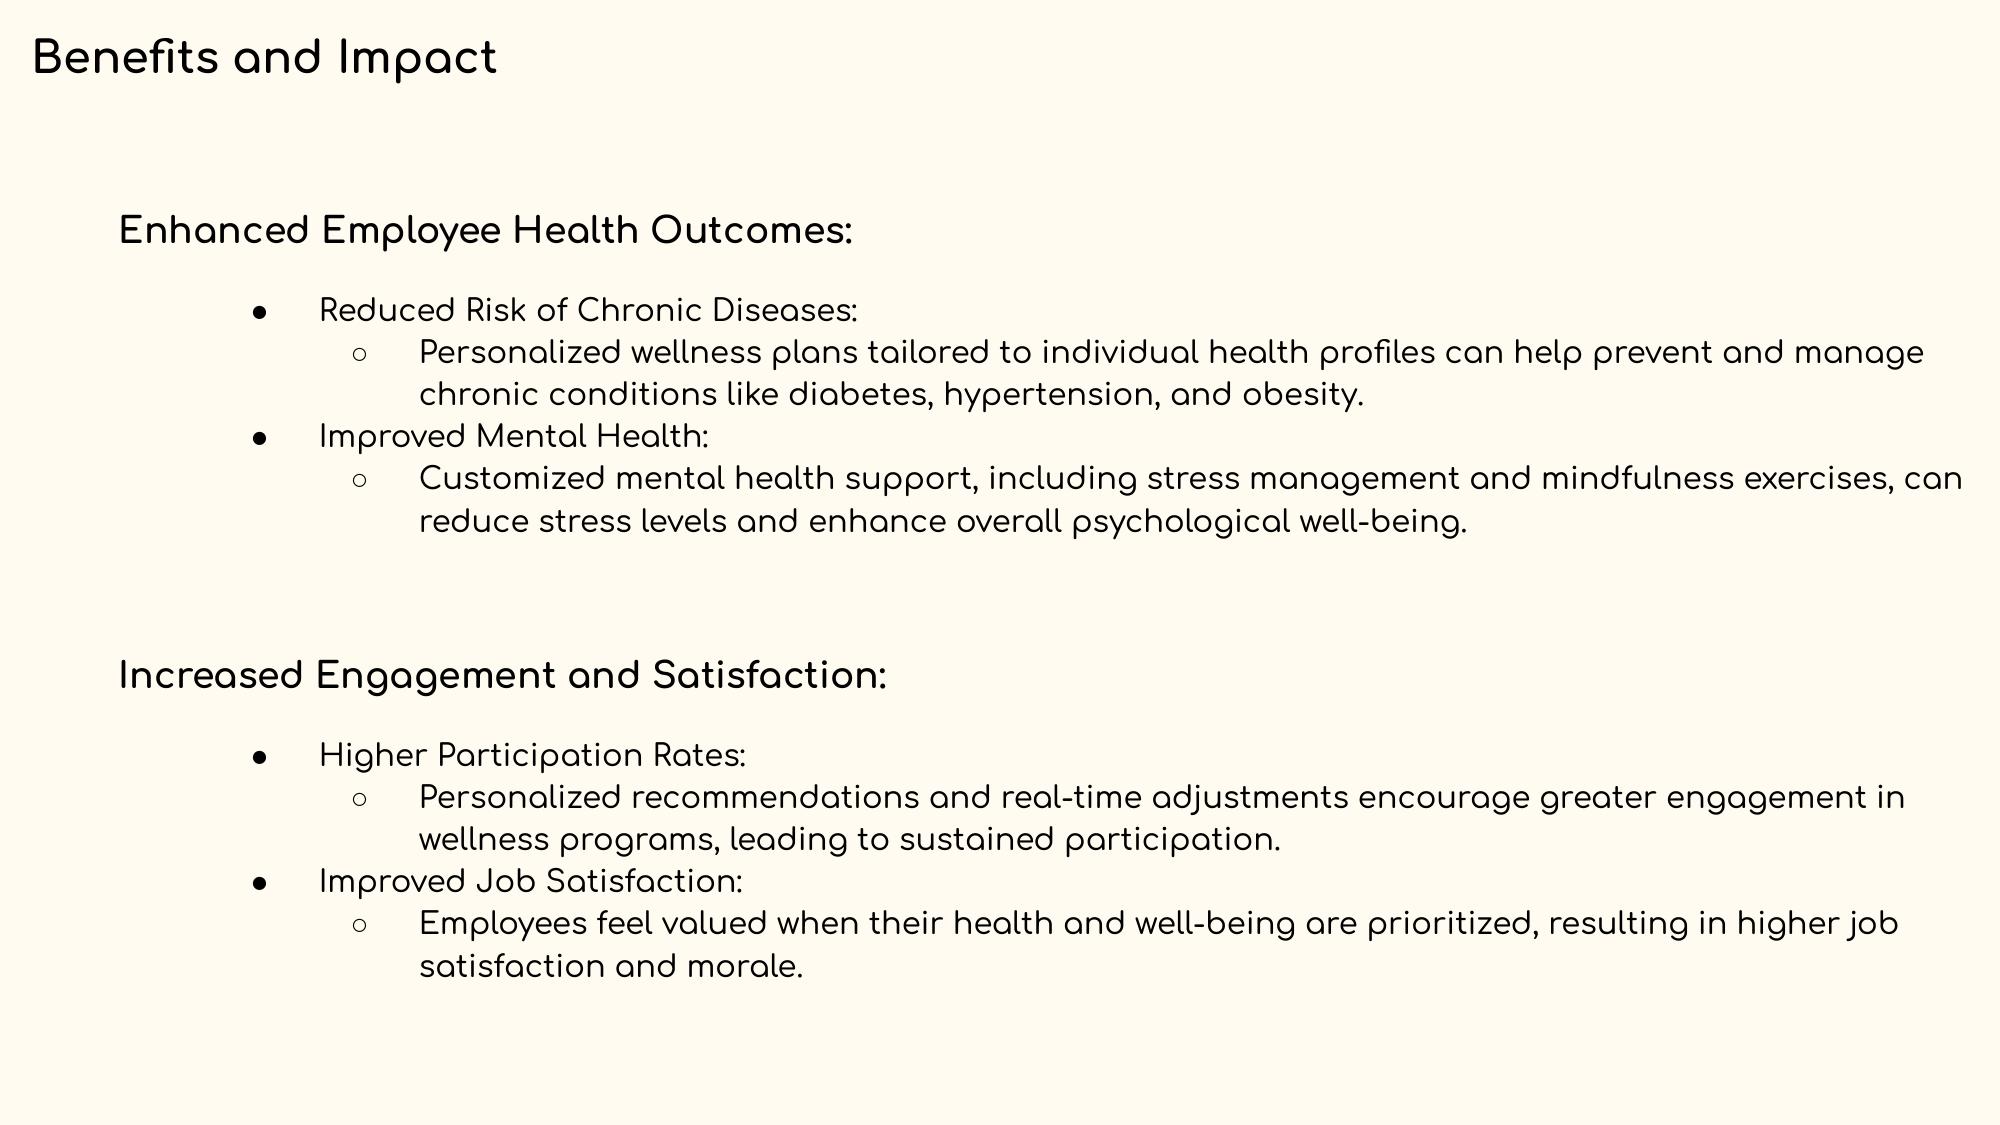 Benefits and Impact
Enhanced Employee Health Outcomes:
● Reduced Risk of Chronic Diseases:
○ Personalized wellness plans tailored to individual health profiles can help prevent and manage
chronic conditions like diabetes, hypertension, and obesity.
● Improved Mental Health:
○ Customized mental health support, including stress management and mindfulness exercises, can
reduce stress levels and enhance overall psychological well-being.
Increased Engagement and Satisfaction:
● Higher Participation Rates:
○ Personalized recommendations and real-time adjustments encourage greater engagement in
wellness programs, leading to sustained participation.
● Improved Job Satisfaction:
○ Employees feel valued when their health and well-being are prioritized, resulting in higher job
satisfaction and morale.